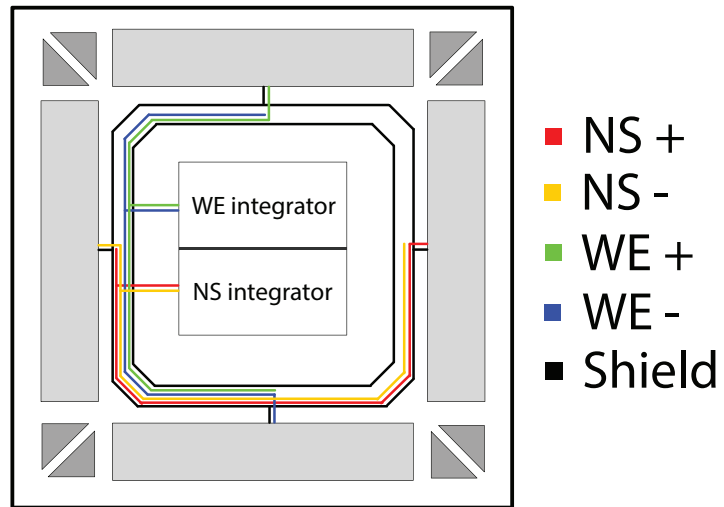 WE integrator
NS integrator
NS +
NS -
WE +
WE -
Shield